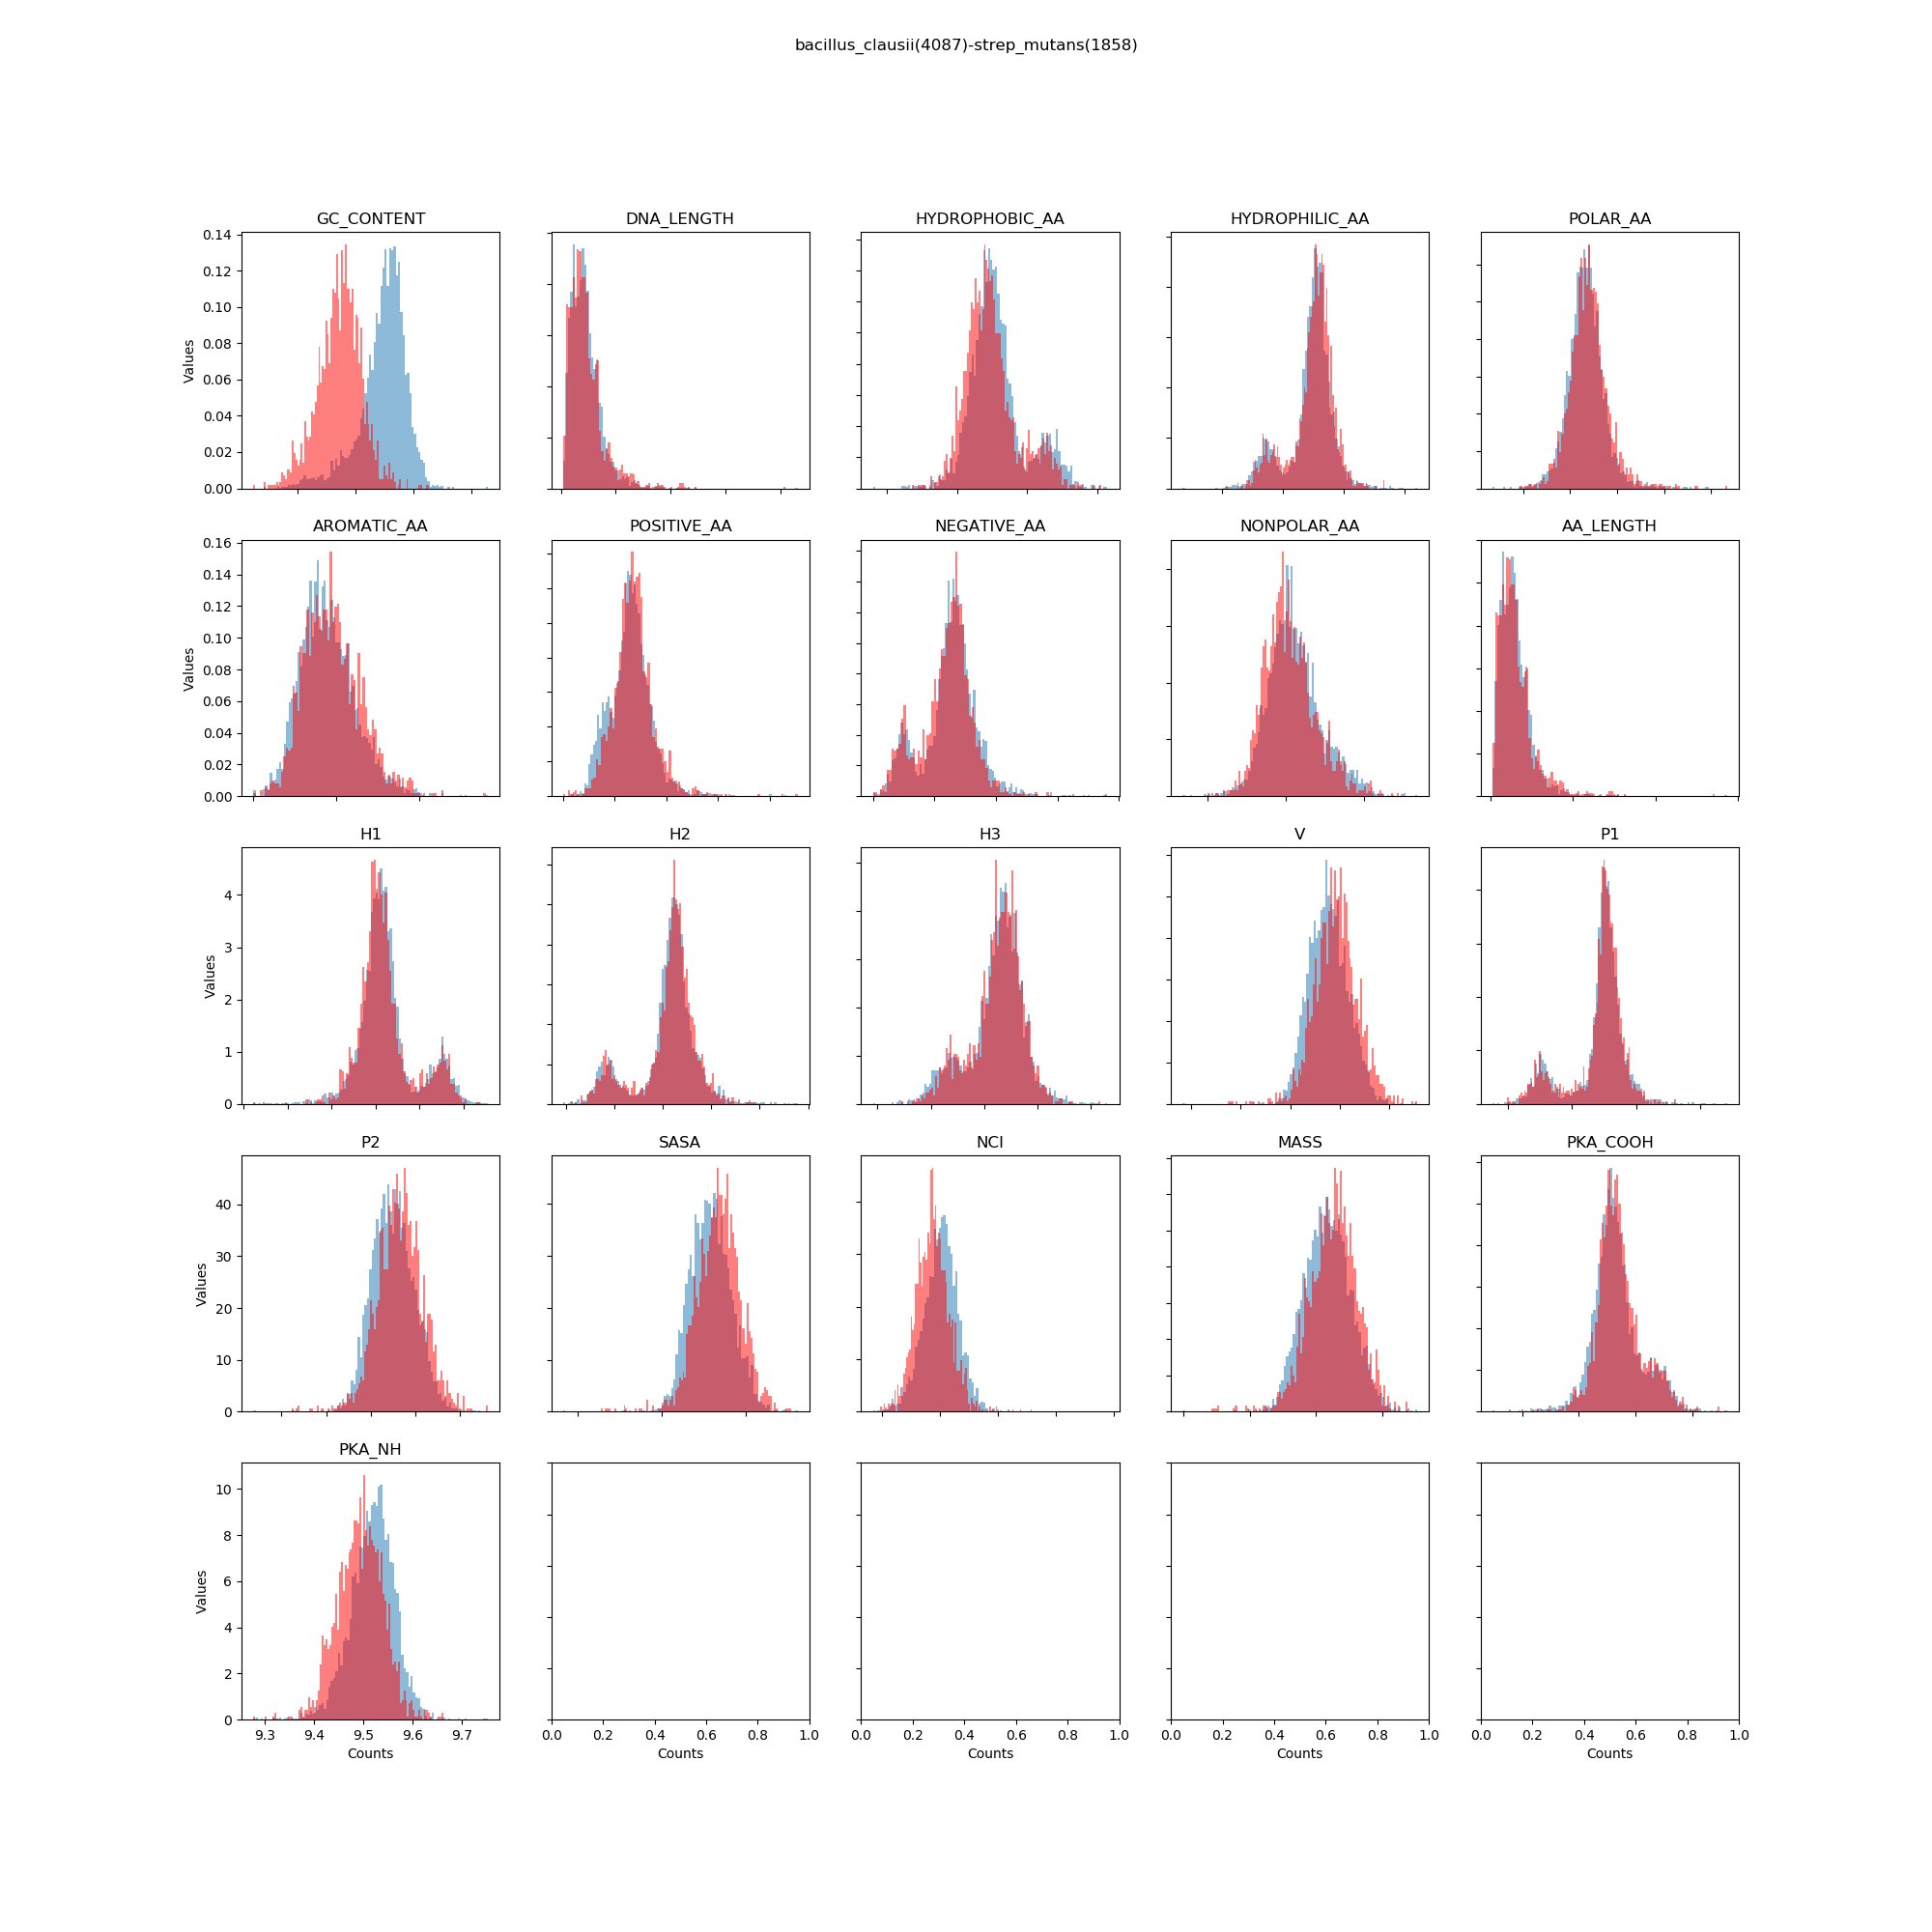 bacillus_clausii(4087)-strep_mutans(1858)
GC_CONTENT DNA_LENGTH HYDROPHOBIC_AA HYDROPHILIC_AA POLAR_AA
0.14
0.12
0.10
0.08
0.06
0.04
0.02
0.00
Values
AROMATIC_AA POSITIVE_AA NEGATIVE_AA NONPOLAR_AA AA_LENGTH
0.16
0.14
0.12
0.10
0.08
0.06
0.04
0.02
0.00
Values
H1 H2 H3 V P1
4
3
2
1
0
Values
P2 SASA NCI MASS PKA_COOH
40
30
20
10
0
Values
PKA_NH
10
8
6
4
2
0
Values
9.3 9.4 9.5 9.6 9.7 0.0 0.2 0.4 0.6 0.8 1.0 0.0 0.2 0.4 0.6 0.8 1.0 0.0 0.2 0.4 0.6 0.8 1.0 0.0 0.2 0.4 0.6 0.8 1.0
Counts Counts Counts Counts Counts